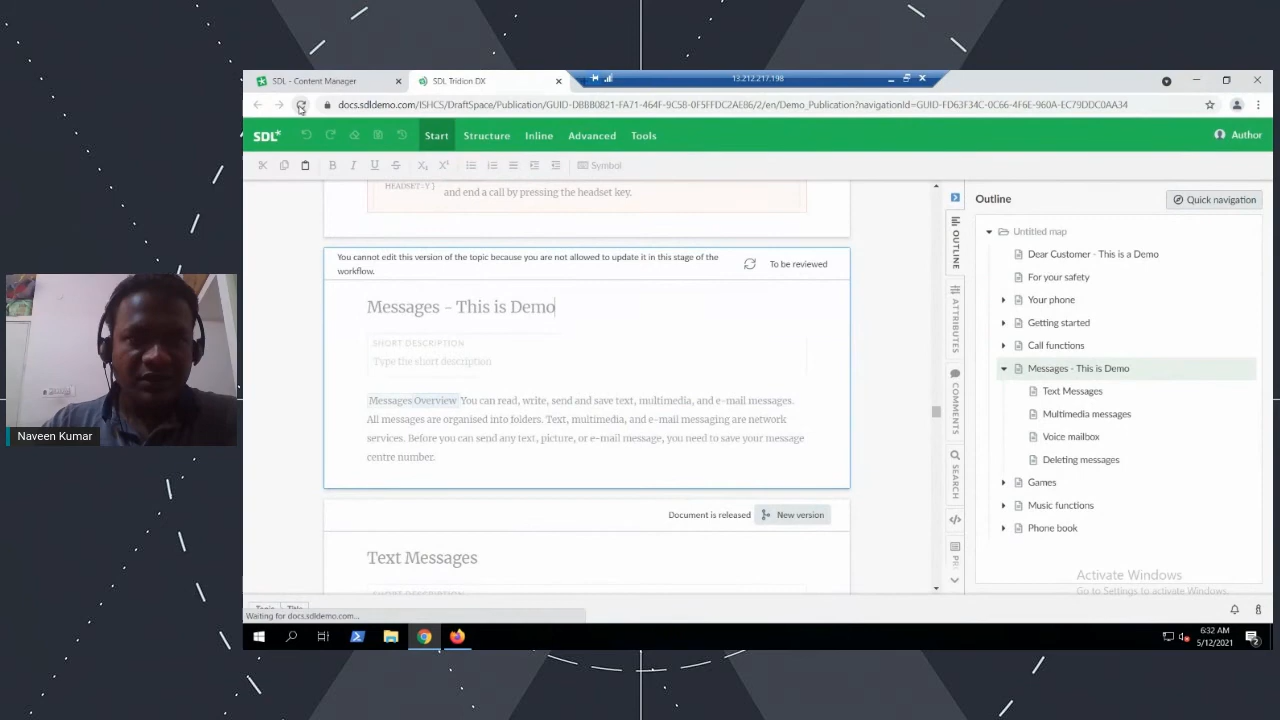 SDL - Content Manager
SDL Tridion DX
13.212.217.198
docs.sdldemo.com/ISHCS/DraftSpace/Publication/GUID-DBBB0821-FA71-464F-9C5B-0F5FFDC2AE86/2/en/Demo_Publication?navigationId=GUID-FD63F34C-0C66-4F6E-960A-EC79DDC0AA34
SDL*
Start
Structure
Inline
Advanced
Tools
Author
B I U S X₂ X²
Symbol
HEADSET-Y]
and end a call by pressing the headset key.
You cannot edit this version of the topic because you are not allowed to update it in this stage of the
workflow.
To be reviewed
Messages - This is Demo
SHORT DESCRIPTION
Type the short description
Messages Overview You can read, write, send and save text, multimedia, and e-mail messages.
All messages are organised into folders. Text, multimedia, and e-mail messaging are network
services. Before you can send any text, picture, or e-mail message, you need to save your message
centre number.
Document is released
New version
Text Messages
Topic
Title
Waiting for docs.sdldemo.com...
OUTLINE
ATTRIBUTES
COMMENTS
SEARCH
Outline
Quick navigation
Untitled map
Dear Customer - This is a Demo
For your safety
Your phone
Getting started
Call functions
Messages - This is Demo
Text Messages
Multimedia messages
Voice mailbox
Deleting messages
Games
Music functions
Phone book
Activate Windows
Go to Settings to activate Windows.
6:32 AM
5/12/2021
2
Naveen Kumar